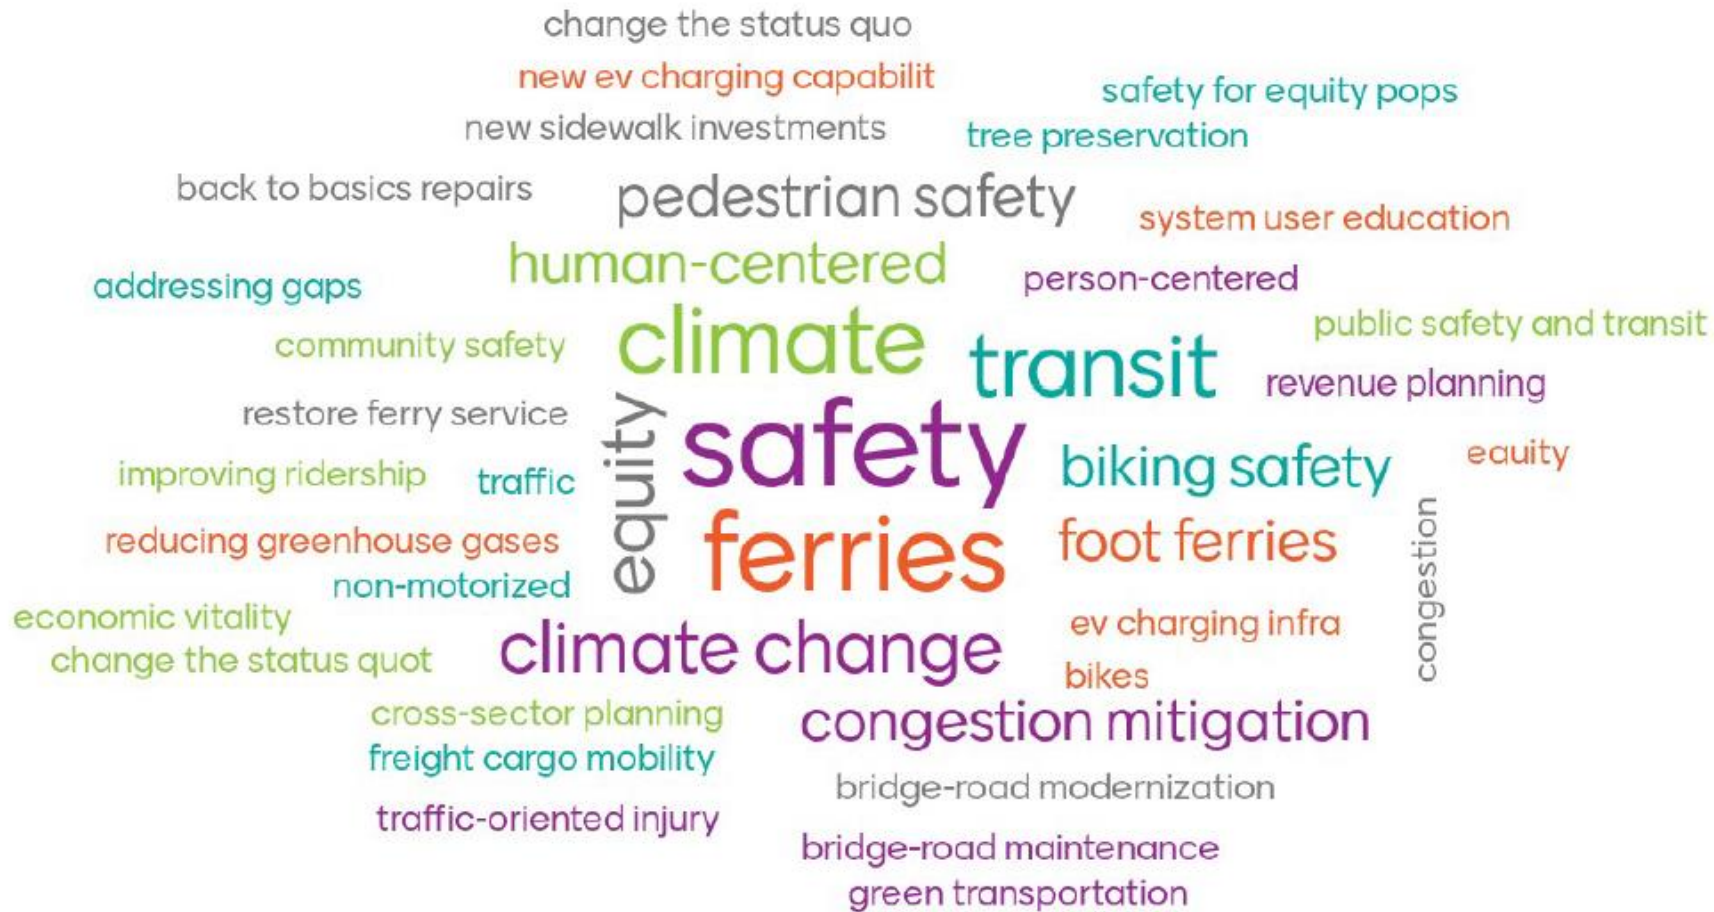 change the status quo
new ev charging capabilit
safety for equity pops
new sidewalk investments
tree preservation
back to basics repairs
pedestrian safety
system user education
human-centered
person-centered
addressing gaps
public safety and transit
community safety
climate
transit
revenue planning
restore ferry service
equity
safety
biking safety
eauity
improving ridership
traffic
reducing greenhouse gases
ferries
foot ferries
congestion
non-motorized
economic vitality
ev charging infra
change the status quot
climate change
bikes
cross-sector planning
congestion mitigation
freight cargo mobility
bridge-road modernization
traffic-oriented injury
bridge-road maintenance
green transportation